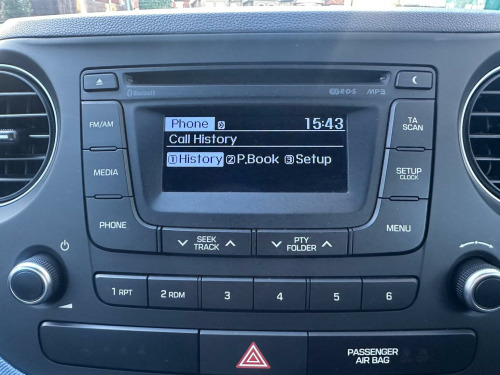 Bluetooth R·D·S MP3
Phone 15:43
Call History
1 History 2 P.Book 3 Setup
FM/AM
MEDIA
PHONE
TA SCAN
SETUP
CLOCK
MENU
SEEK
TRACK
PTY
FOLDER
1 RPT 2 RDM 3 4 5 6
PASSENGER
AIR BAG